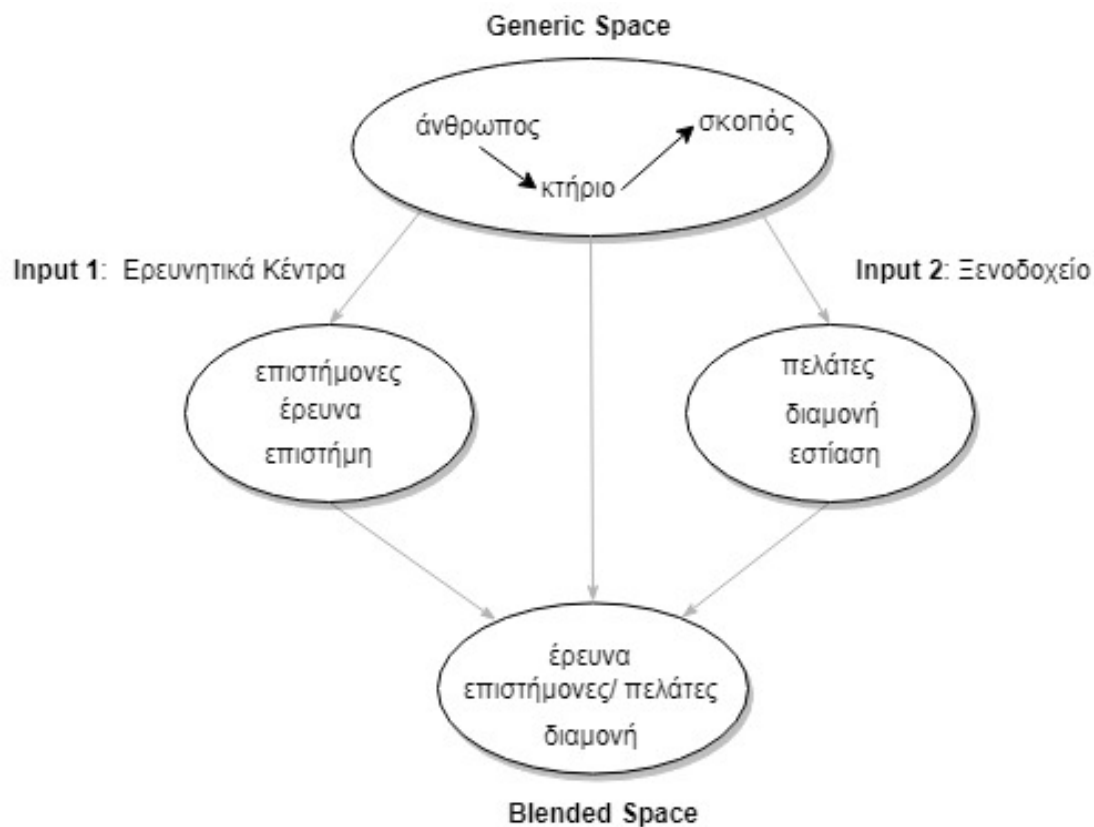 Generic Space
άνθρωπος
σκοπός
κτήριο
Input 1: Ερευνητικά Κέντρα
Input 2: Ξενοδοχείο
επιστήμονες
έρευνα
επιστήμη
πελάτες
διαμονή
εστίαση
έρευνα
επιστήμονες/ πελάτες
διαμονή
Blended Space